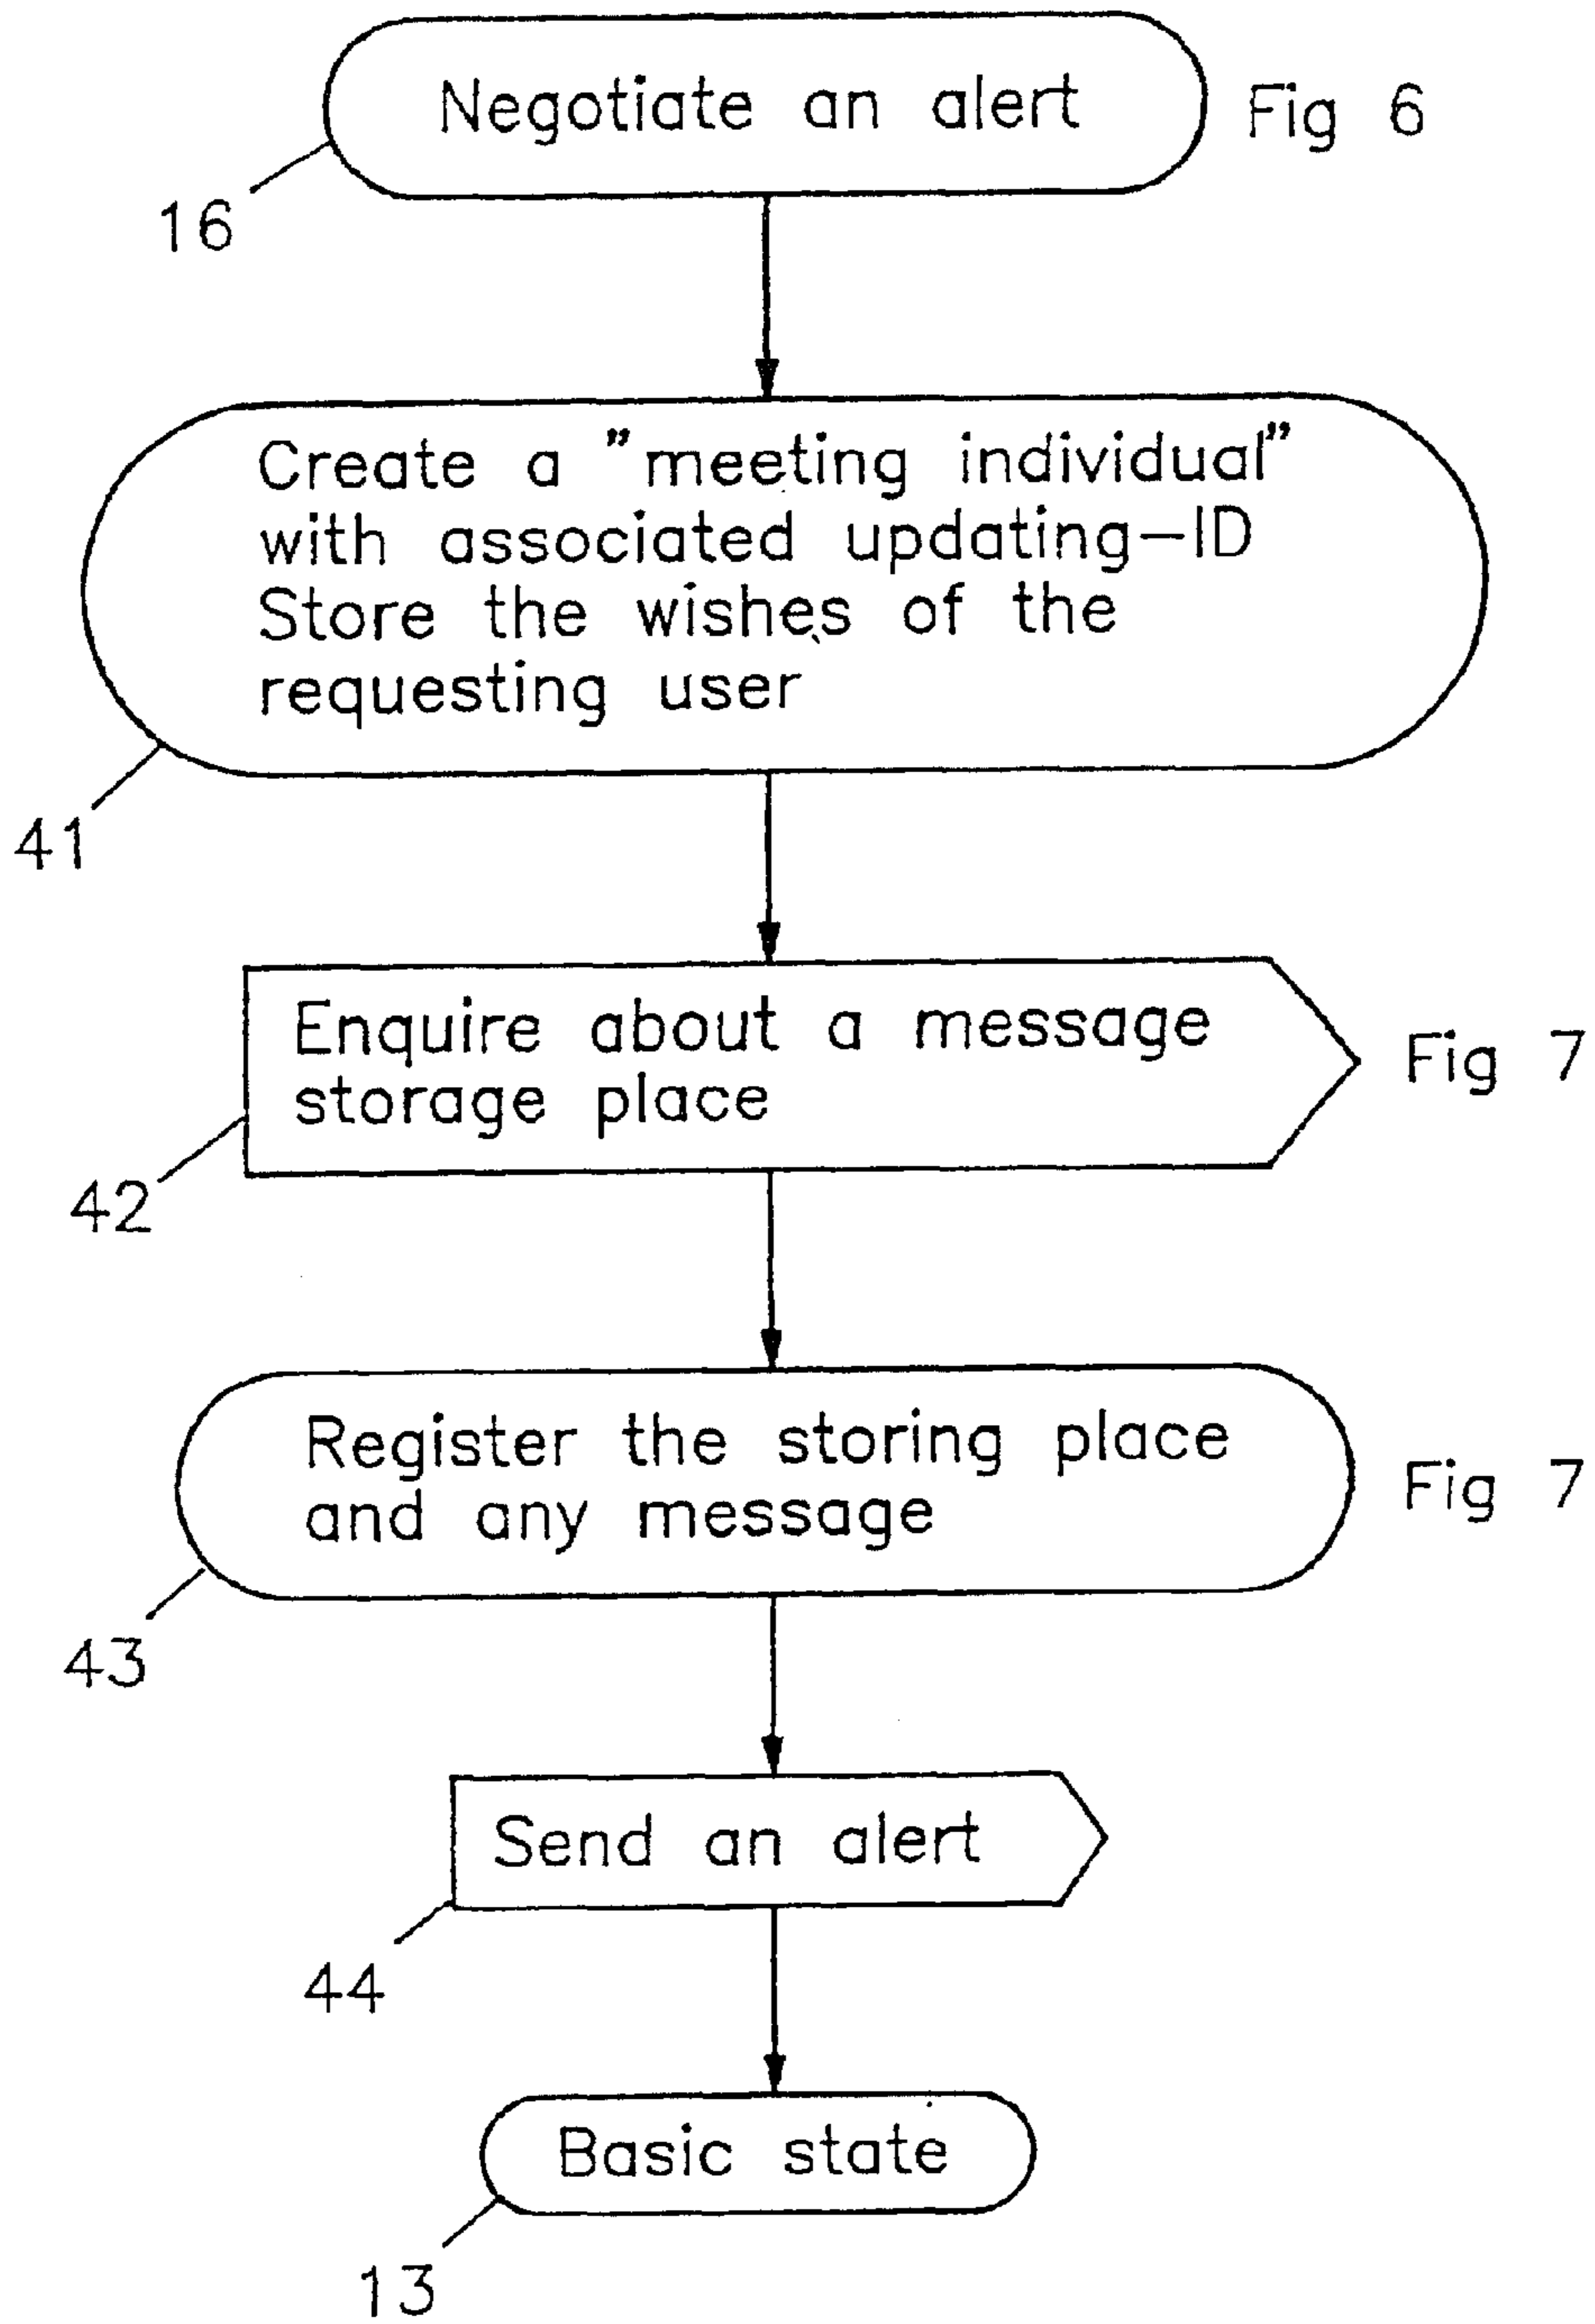 Negotiate an alert
Fig 6
16
Create a "meeting individual"
with associated updating-ID
Store the wishes of the
requesting user
41
Enquire about a message
storage place
Fig 7
42
Register the storing place
and any message
Fig 7
43
Send an alert
44
Basic state
13